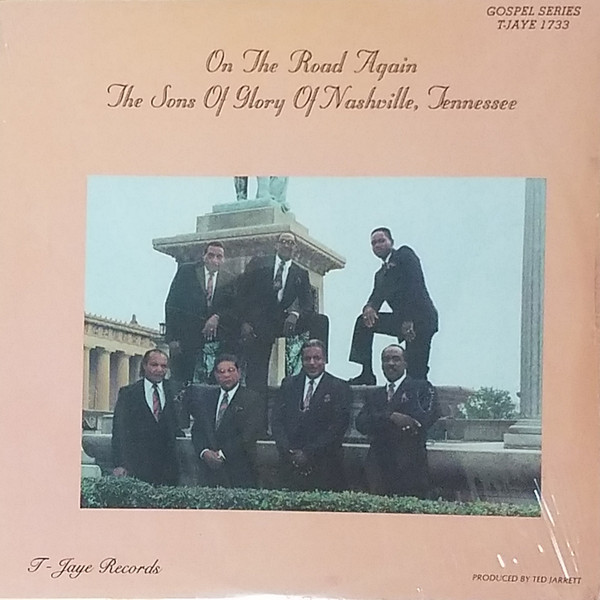 GOSPEL SERIES
T-JAYE 1733
On The Road Again
The Sons Of Glory Of Nashville, Tennessee
T-Jaye Records
PRODUCED BY TED JARRETT